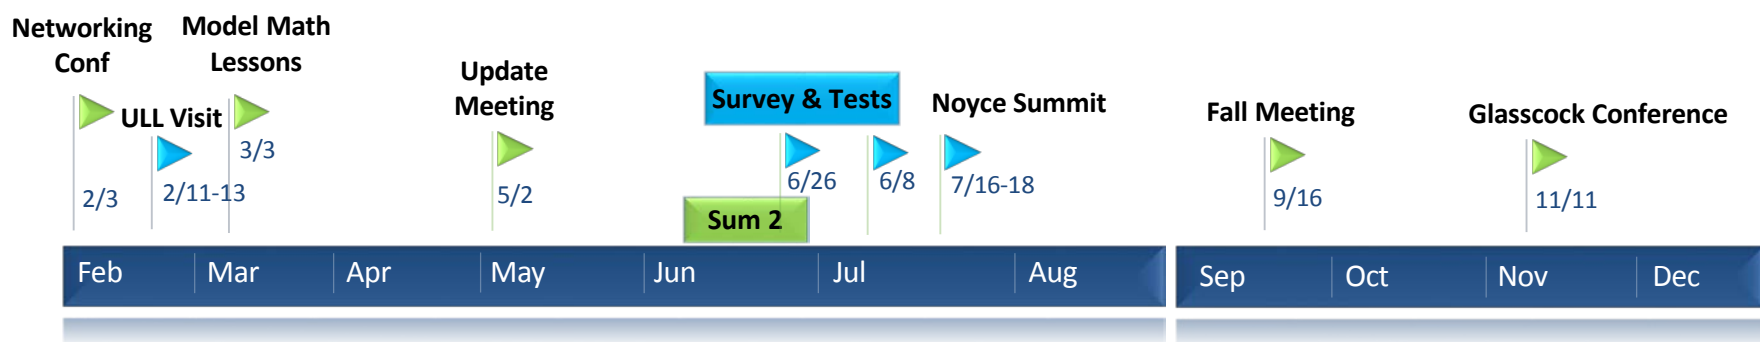 Networking
Conf
Model Math
Lessons
ULL Visit
Update
Meeting
Survey & Tests
Noyce Summit
Fall Meeting
Glasscock Conference
2/3
2/11-13
3/3
5/2
6/26
6/8
7/16-18
9/16
11/11
Sum 2
Feb
Mar
Apr
May
Jun
Jul
Aug
Sep
Oct
Nov
Dec